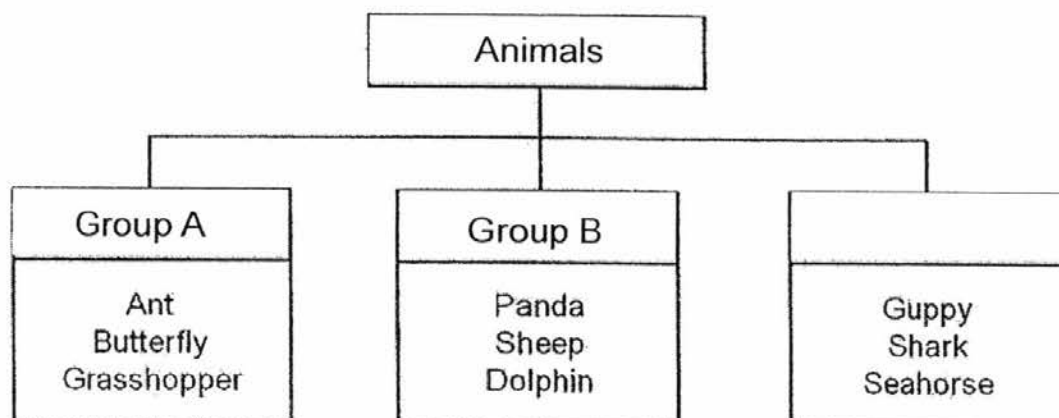 Animals
Group A
Ant
Butterfly
Grasshopper
Group B
Panda
Sheep
Dolphin
Guppy
Shark
Seahorse